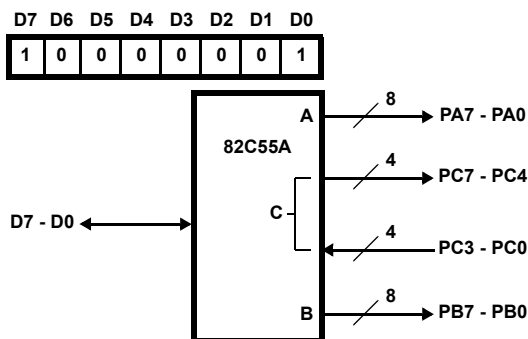 D7 D6 D5 D4 D3 D2 D1 D0
1 0 0 0 0 0 0 1
A 8 PA7 - PA0
82C55A
4 PC7 - PC4
C
D7 - D0
4 PC3 - PC0
B 8 PB7 - PB0